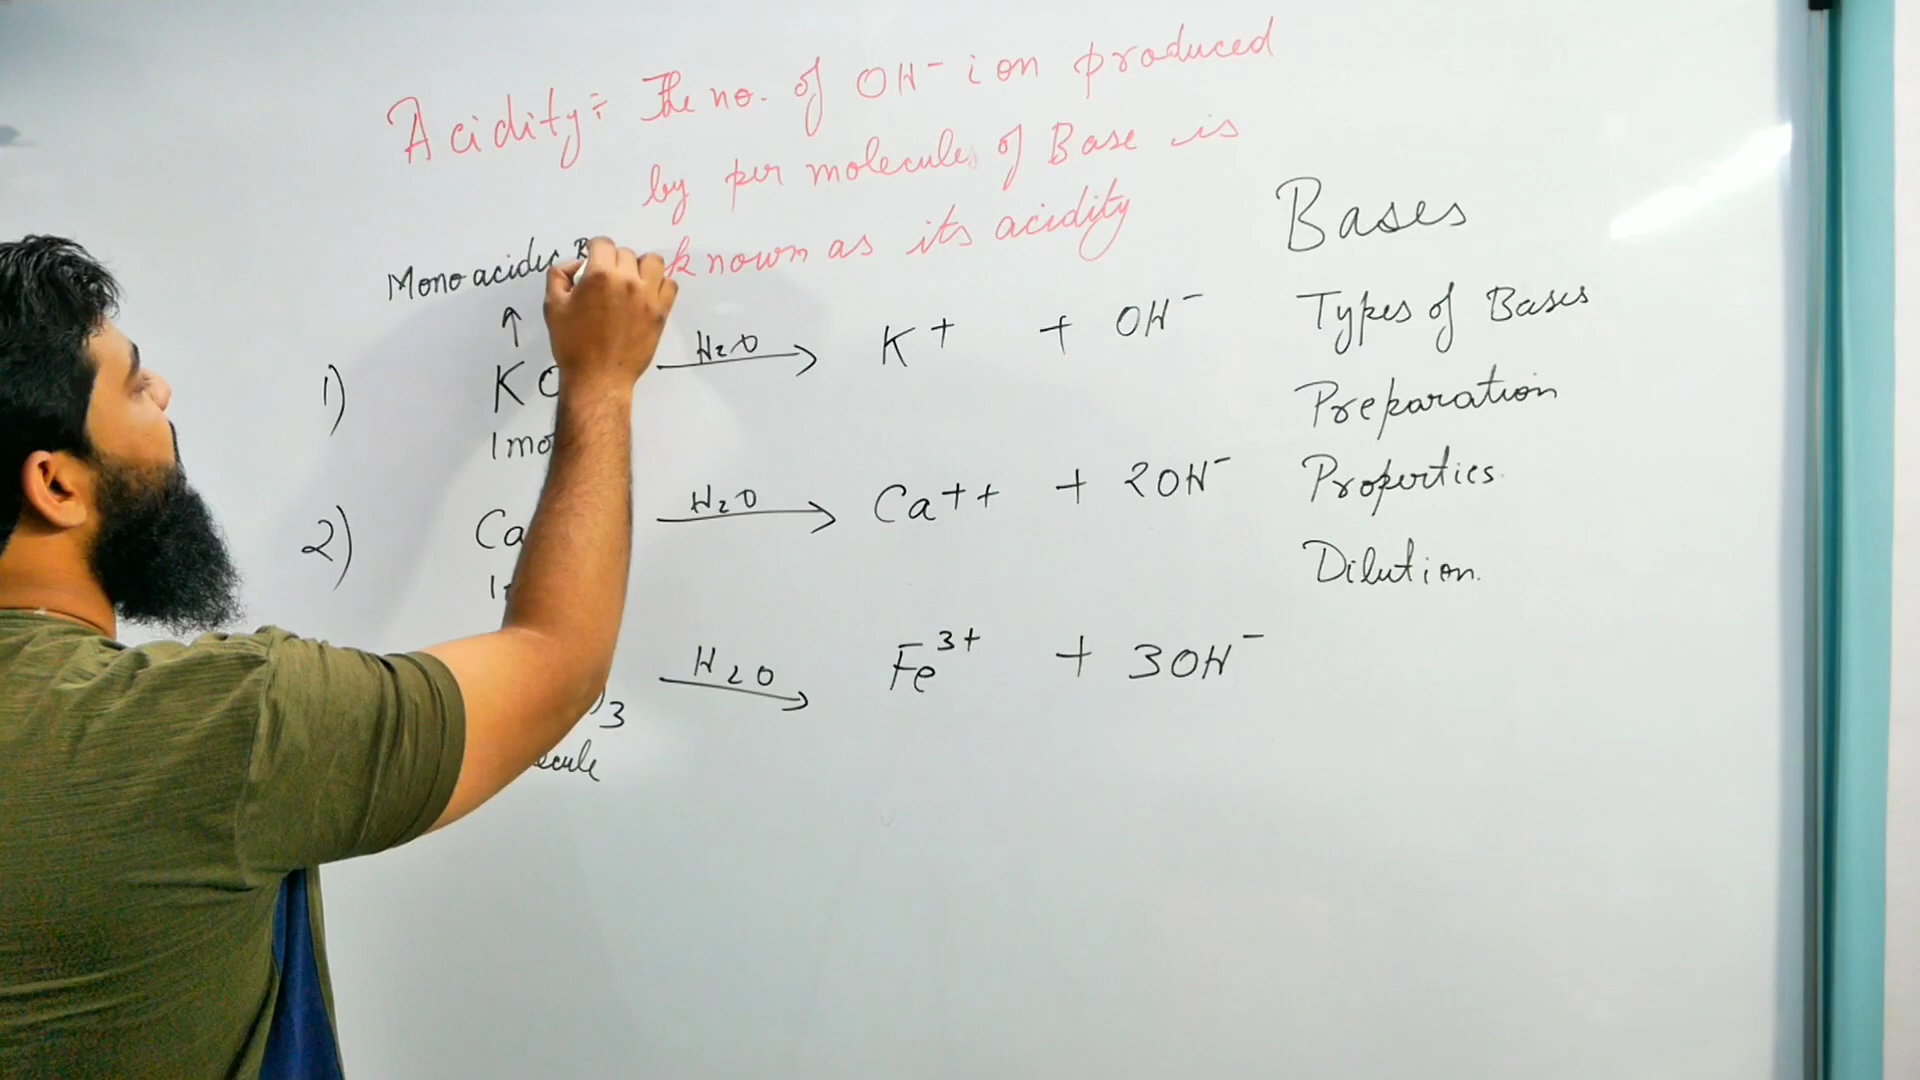 Acidity÷ The no. of OH⁻ ion produced
by per molecule of Base is
known as its acidity
Bases
Types of Bases
Preparation
Properties
Dilution.
Mono acidic B
↑
1) K O H₂O → K⁺ + OH⁻
1 mo
2) Ca H₂O → Ca⁺⁺ + 2OH⁻
1
)3 H₂O → Fe³⁺ + 3OH⁻
ecule